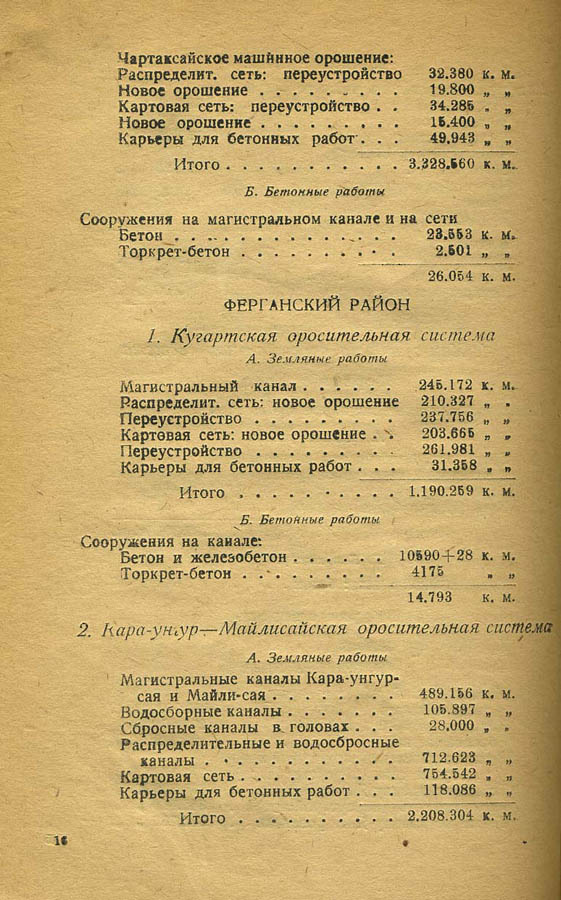 Чартаксайское машинное орошение:
Распределит. сеть: переустройство 32.380 к. м.
Новое орошение . . . . . . . . . . 19.800 „ „
Картовая сеть: переустройство . . 34.285 „ „
Новое орошение . . . . . . . . . 15.400 „ „
Карьеры для бетонных работ . . . 49.943 „ „
Итого . . . . . . . . . . . 3.328.560 к. м.
Б. Бетонные работы
Сооружения на магистральном канале и на сети
Бетон . . . . . . . . . . . . . . 23.553 к. м.
Торкрет-бетон . . . . . . . . . . 2.501 „ „
26.054 к. м.
ФЕРГАНСКИЙ РАЙОН
1. Кугартская оросительная система
А. Земляные работы
Магистральный канал . . . . . . 245.172 к. м.
Распределит. сеть: новое орошение 210.327 „ „
Переустройство . . . . . . . . . 237.756 „ „
Картовая сеть: новое орошение . . 203.665 „ „
Переустройство . . . . . . . . . 261.981 „ „
Карьеры для бетонных работ . . . 31.358 „ „
Итого . . . . . . . . . . 1.190.259 к. м.
Б. Бетонные работы
Сооружения на канале:
Бетон и железобетон . . . . . . 10590+28 к. м.
Торкрет-бетон . . . . . . . . . 4175 „ „
14.793 к. м.
2. Кара-унгур—Майлисайская оросительная система
А. Земляные работы
Магистральные каналы Кара-унгур-
сая и Майли-сая . . . . . . . . 489.156 к. м.
Водосборные каналы . . . . . . . 105.897 „ „
Сбросные каналы в головах . . . 28.000 „ „
Распределительные и водосбросные
каналы . . . . . . . . . . . . 712.623 „ „
Картовая сеть . . . . . . . . . . 754.542 „ „
Карьеры для бетонных работ . . . 118.086 „ „
Итого . . . . . . . . . . 2.208.304 к. м.
16